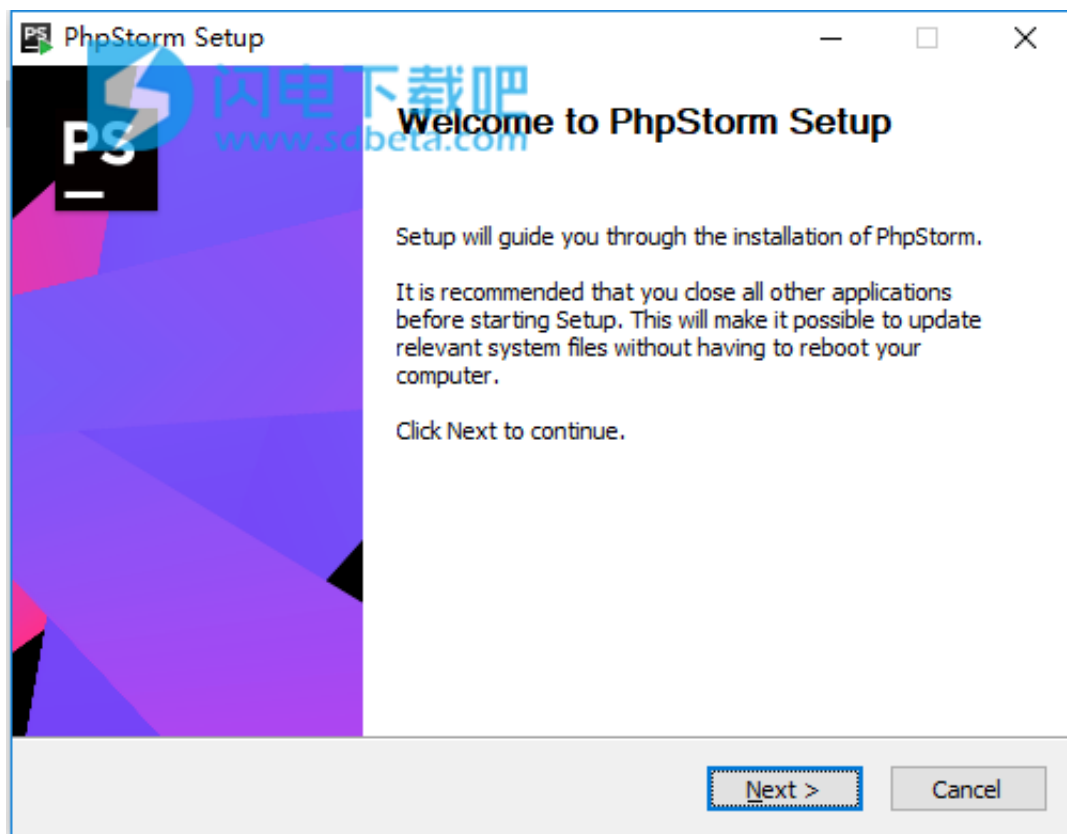 PS PhpStorm Setup
闪电下载吧
www.sdbeta.com
PS
Welcome to PhpStorm Setup
Setup will guide you through the installation of PhpStorm.
It is recommended that you close all other applications
before starting Setup. This will make it possible to update
relevant system files without having to reboot your
computer.
Click Next to continue.
Next >
Cancel